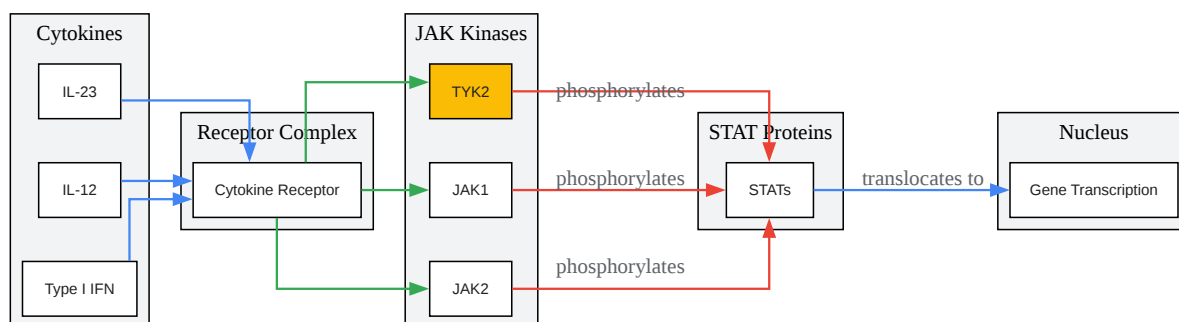 Cytokines
IL-23
IL-12
Type I IFN
Receptor Complex
Cytokine Receptor
JAK Kinases
TYK2
JAK1
JAK2
phosphorylates
phosphorylates
phosphorylates
STAT Proteins
STATs
translocates to
Nucleus
Gene Transcription